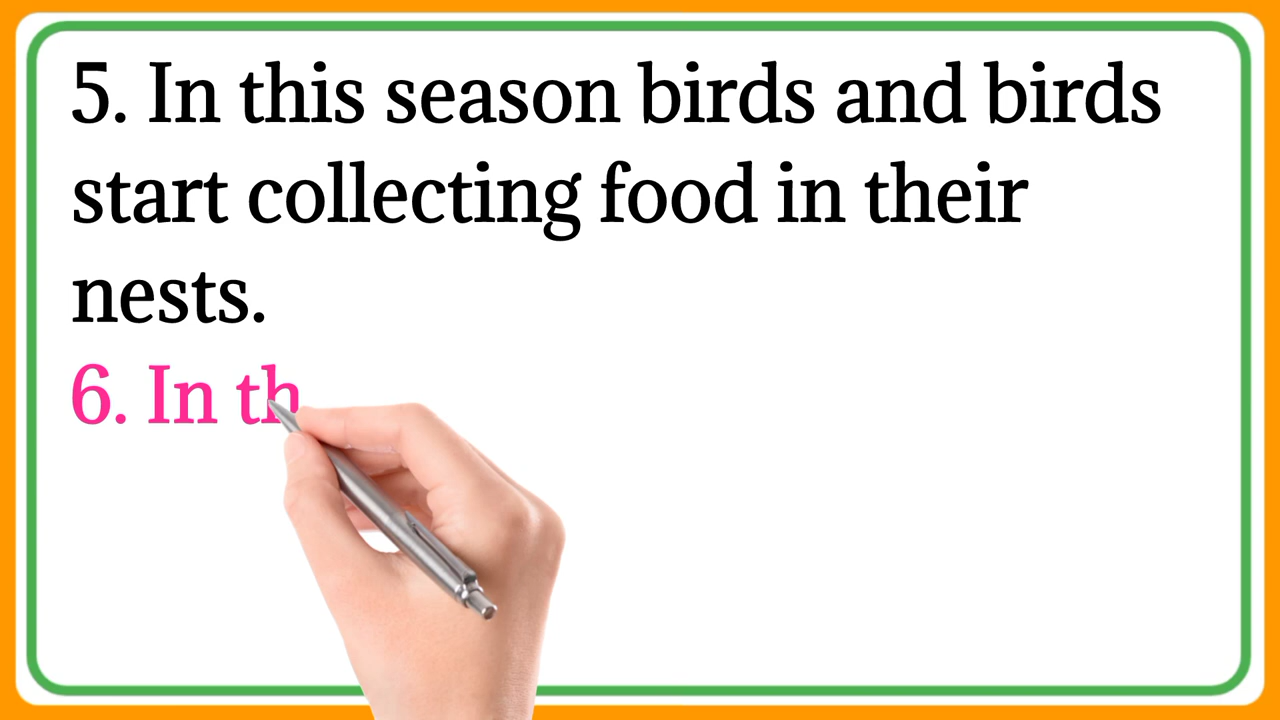 5. In this season birds and birds
start collecting food in their
nests.
6. In th